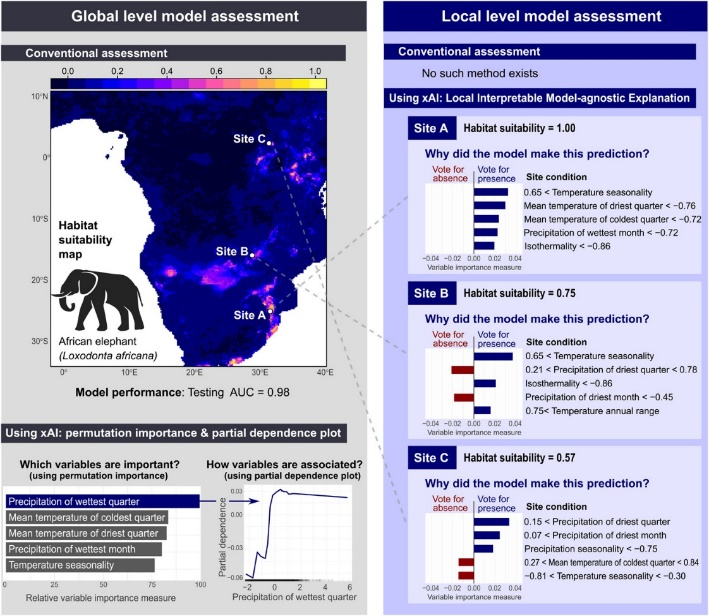 Global level model assessment
Conventional assessment
0.0 0.2 0.4 0.6 0.8 1.0
10°N
0°
10°S
20°S
30°S
Site C
Site B
Site A
Habitat
suitability
map
African elephant
(Loxodonta africana)
0° 10°E 20°E 30°E 40°E
Model performance: Testing AUC = 0.98
Using xAI: permutation importance & partial dependence plot
Which variables are important?
(using permutation importance)
Precipitation of wettest quarter
Mean temperature of coldest quarter
Mean temperature of driest quarter
Precipitation of wettest month
Temperature seasonality
0 25 50 75 100
Relative variable importance measure
How variables are associated?
(using partial dependence plot)
Partial dependence
0.03
0.00
−0.03
−0.06
−2 0 2 4 6
Precipitation of wettest quarter
Local level model assessment
Conventional assessment
No such method exists
Using xAI: Local Interpretable Model-agnostic Explanation
Site A Habitat suitability = 1.00
Why did the model make this prediction?
Vote for absence
Vote for presence
Site condition
0.65 < Temperature seasonality
Mean temperature of driest quarter < −0.76
Mean temperature of coldest quarter < −0.72
Precipitation of wettest month < −0.72
Isothermality < −0.86
−0.04 −0.02 0.00 0.02 0.04
Variable importance measure
Site B Habitat suitability = 0.75
Why did the model make this prediction?
Vote for absence
Vote for presence
Site condition
0.65 < Temperature seasonality
0.21 < Precipitation of driest quarter < 0.78
Isosthermality < −0.86
Precipitation of driest month < −0.45
0.75< Temperature annual range
−0.04 −0.02 0.00 0.02 0.04
Variable importance measure
Site C Habitat suitability = 0.57
Why did the model make this prediction?
Vote for absence
Vote for presence
Site condition
0.15 < Precipitation of driest quarter
0.07 < Precipitation of driest month
Precipitation seasonality < −0.75
0.27 < Mean temperature of coldest quarter < 0.84
−0.81 < Temperature seasonality < −0.30
−0.04 −0.02 0.00 0.02 0.04
Variable importance measure